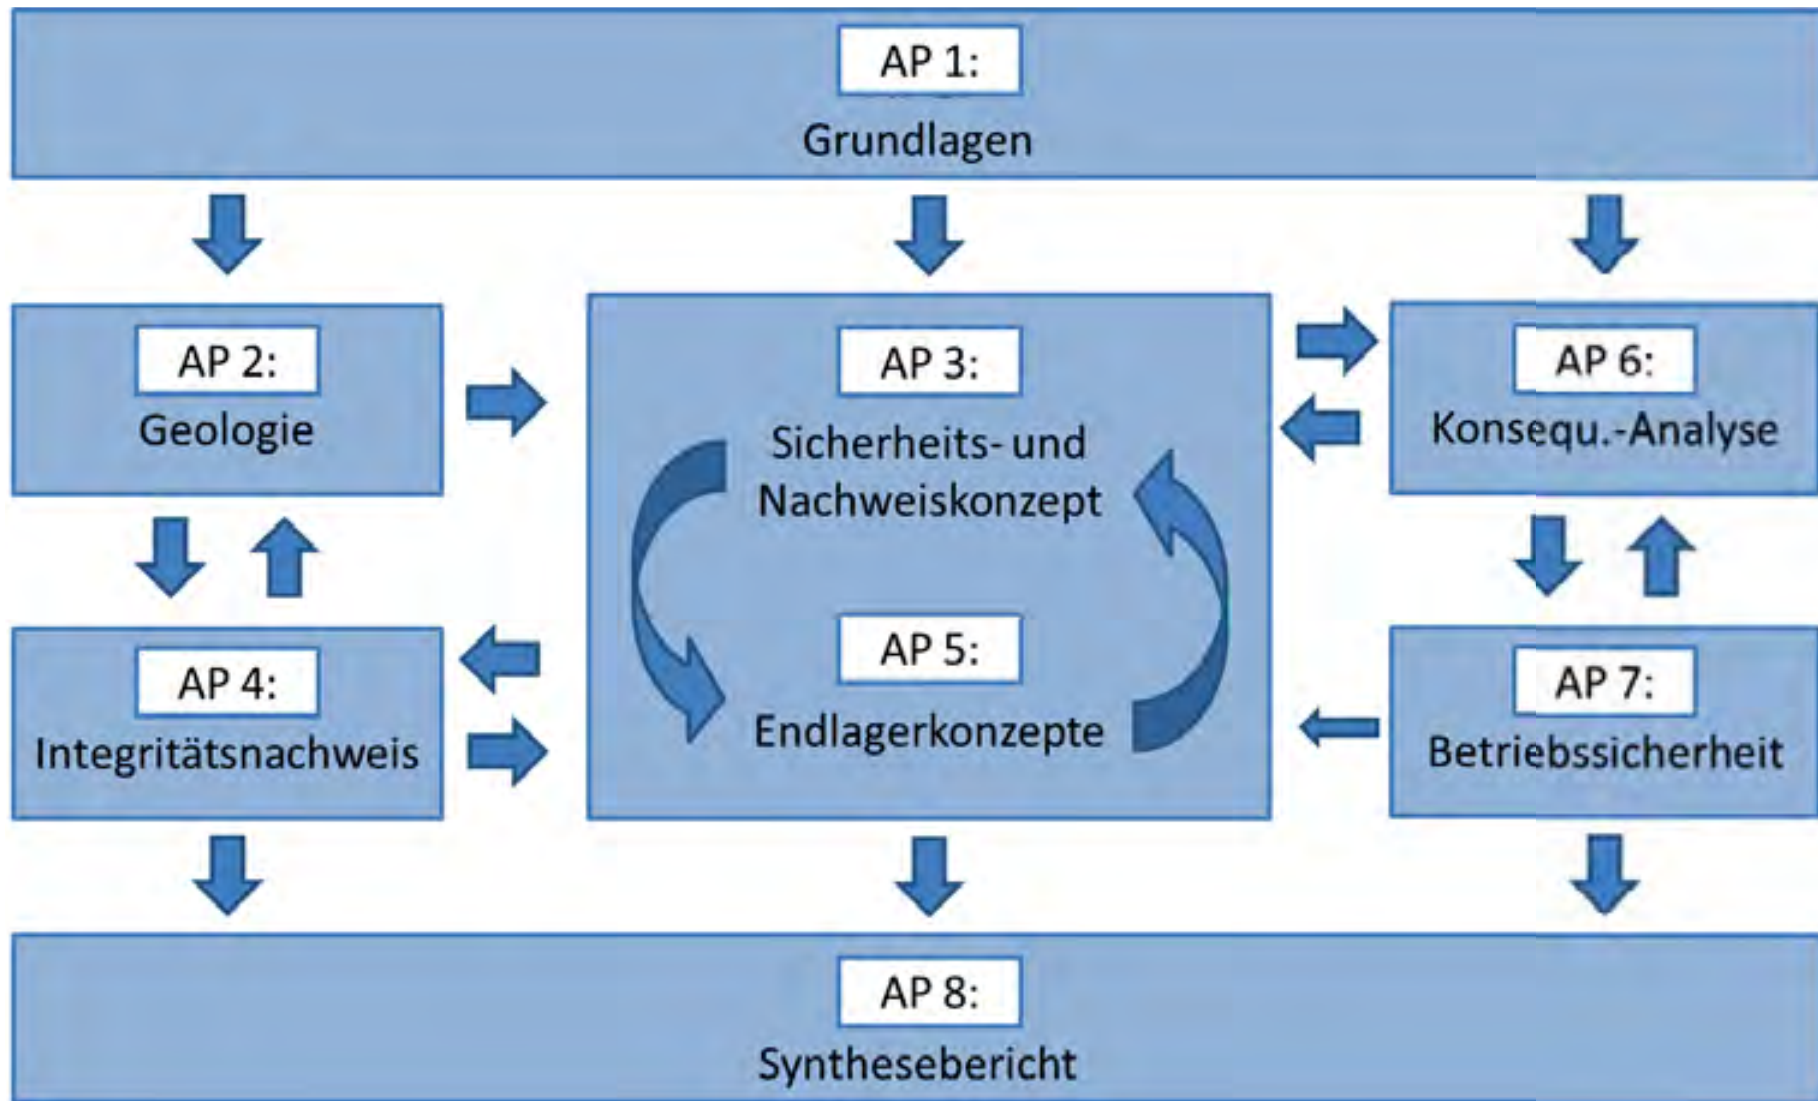 AP 1:
Grundlagen
AP 2:
Geologie
AP 3:
Sicherheits- und
Nachweiskonzept
AP 6:
Konsequ.-Analyse
AP 4:
Integritätsnachweis
AP 5:
Endlagerkonzepte
AP 7:
Betriebssicherheit
AP 8:
Synthesebericht